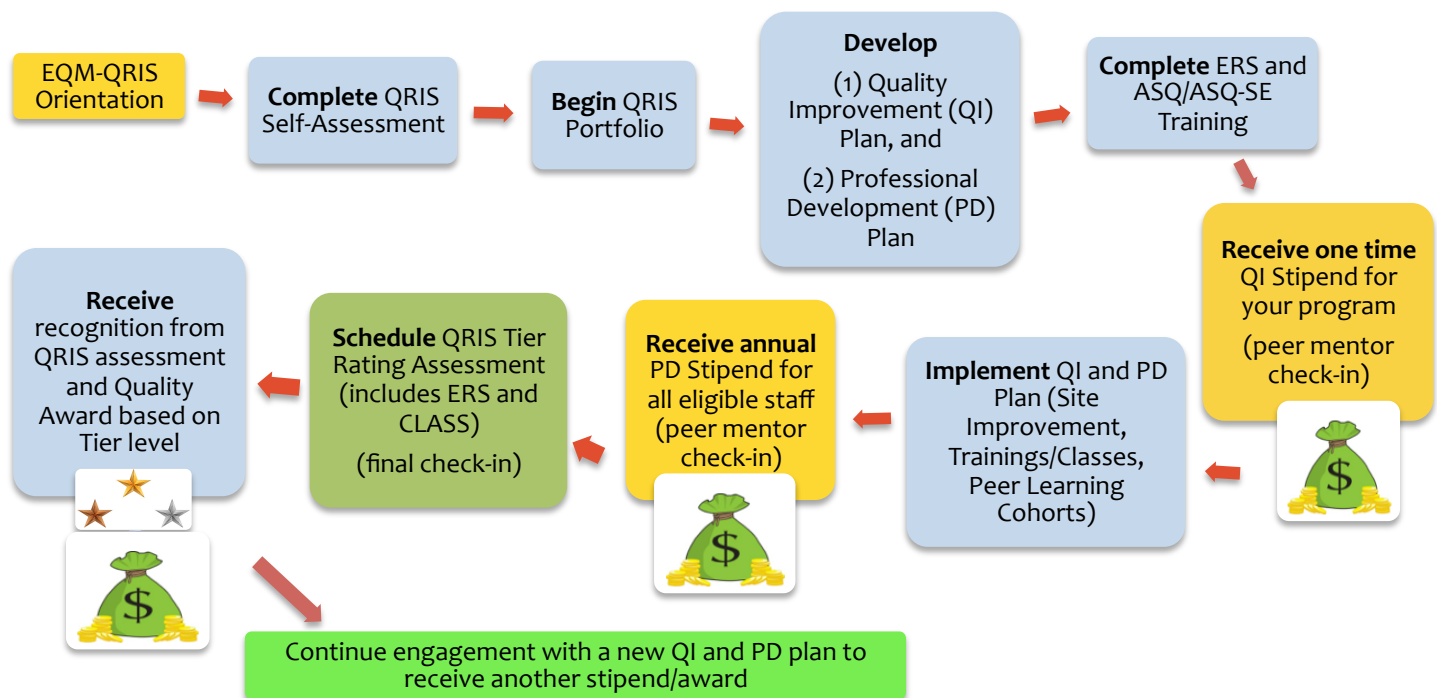 EQM-QRIS
Orientation
Complete QRIS
Self-Assessment
Begin QRIS
Portfolio
Develop
(1) Quality
Improvement (QI)
Plan, and
(2) Professional
Development (PD)
Plan
Complete ERS and
ASQ/ASQ-SE
Training
Receive one time
QI Stipend for
your program
(peer mentor
check-in)
$
Implement QI and PD
Plan (Site
Improvement,
Trainings/Classes,
Peer Learning
Cohorts)
Receive annual
PD Stipend for
all eligible staff
(peer mentor
check-in)
$
Schedule QRIS Tier
Rating Assessment
(includes ERS and
CLASS)
(final check-in)
Receive
recognition from
QRIS assessment
and Quality
Award based on
Tier level
$
Continue engagement with a new QI and PD plan to
receive another stipend/award